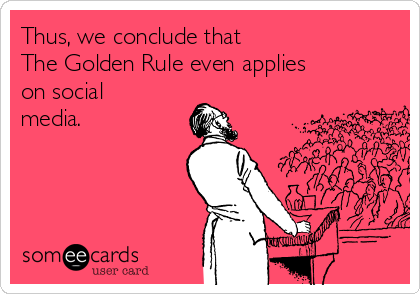 Thus, we conclude that
The Golden Rule even applies
on social
media.
someecards
user card